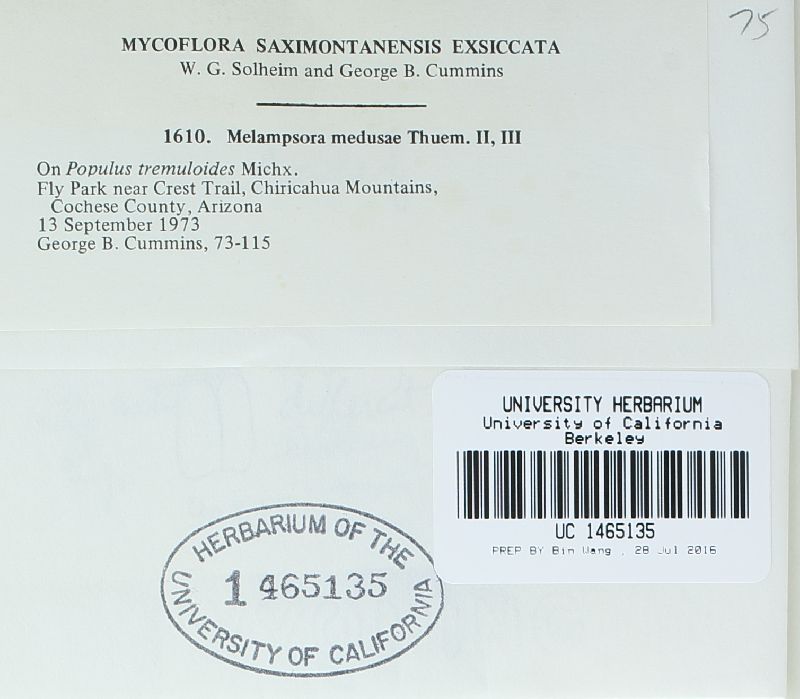 75
MYCOFLORA SAXIMONTANENSIS EXSICCATA
W. G. Solheim and George B. Cummins
1610. Melampsora medusae Thuem. II, III
On Populus tremuloides Michx.
Fly Park near Crest Trail, Chiricahua Mountains,
Cochese County, Arizona
13 September 1973
George B. Cummins, 73-115
UNIVERSITY HERBARIUM
University of California
Berkeley
UC 1465135
PREP BY Bin Wang , 28 Jul 2016
HERBARIUM OF THE
1 465135
UNIVERSITY OF CALIFORNIA